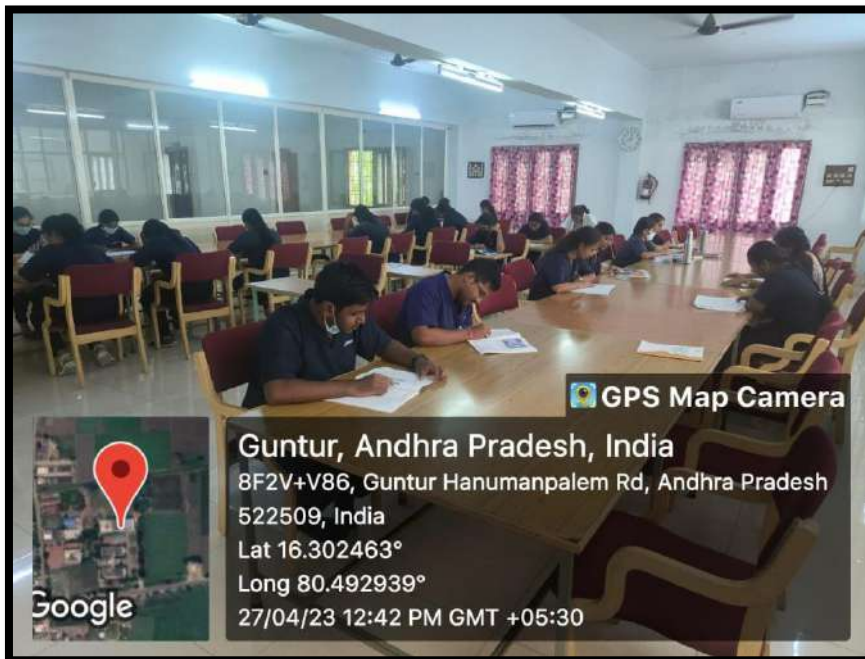 GPS Map Camera
Guntur, Andhra Pradesh, India
8F2V+V86, Guntur Hanumanpalem Rd, Andhra Pradesh
522509, India
Lat 16.302463°
Long 80.492939°
27/04/23 12:42 PM GMT +05:30
Google